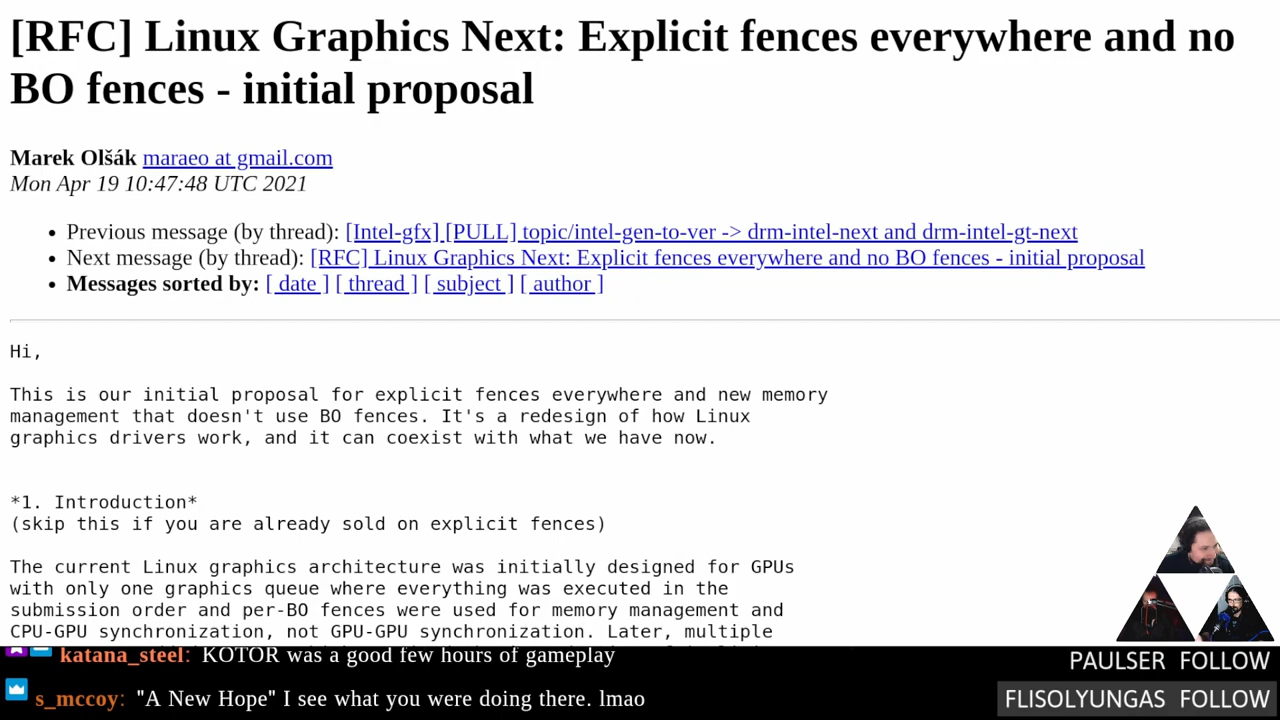 [RFC] Linux Graphics Next: Explicit fences everywhere and no
BO fences - initial proposal
Marek Olšák maraeo at gmail.com
Mon Apr 19 10:47:48 UTC 2021
• Previous message (by thread): [Intel-gfx] [PULL] topic/intel-gen-to-ver -> drm-intel-next and drm-intel-gt-next
• Next message (by thread): [RFC] Linux Graphics Next: Explicit fences everywhere and no BO fences - initial proposal
• Messages sorted by: [ date ] [ thread ] [ subject ] [ author ]
Hi,
This is our initial proposal for explicit fences everywhere and new memory
management that doesn't use BO fences. It's a redesign of how Linux
graphics drivers work, and it can coexist with what we have now.
*1. Introduction*
(skip this if you are already sold on explicit fences)
The current Linux graphics architecture was initially designed for GPUs
with only one graphics queue where everything was executed in the
submission order and per-BO fences were used for memory management and
CPU-GPU synchronization, not GPU-GPU synchronization. Later, multiple
katana_steel: KOTOR was a good few hours of gameplay
s_mccoy: "A New Hope" I see what you were doing there. lmao
PAULSER FOLLOW
FLISOLYUNGAS FOLLOW